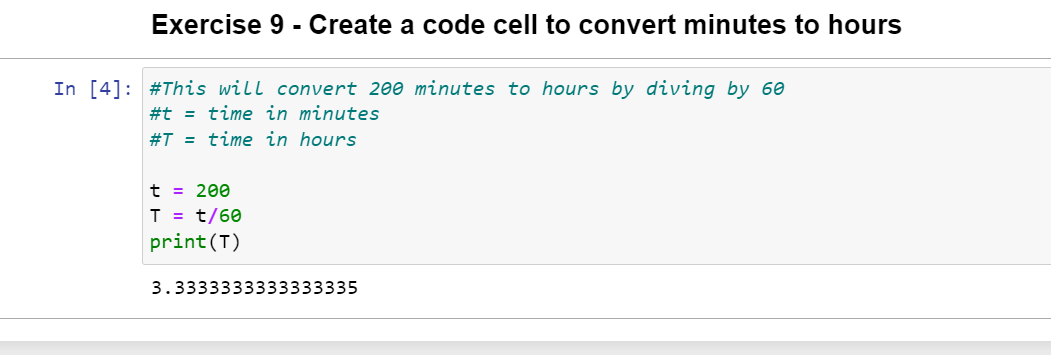 Exercise 9 - Create a code cell to convert minutes to hours
In [4]: #This will convert 200 minutes to hours by diving by 60
#t = time in minutes
#T = time in hours
t = 200
T = t/60
print(T)
3.3333333333333335